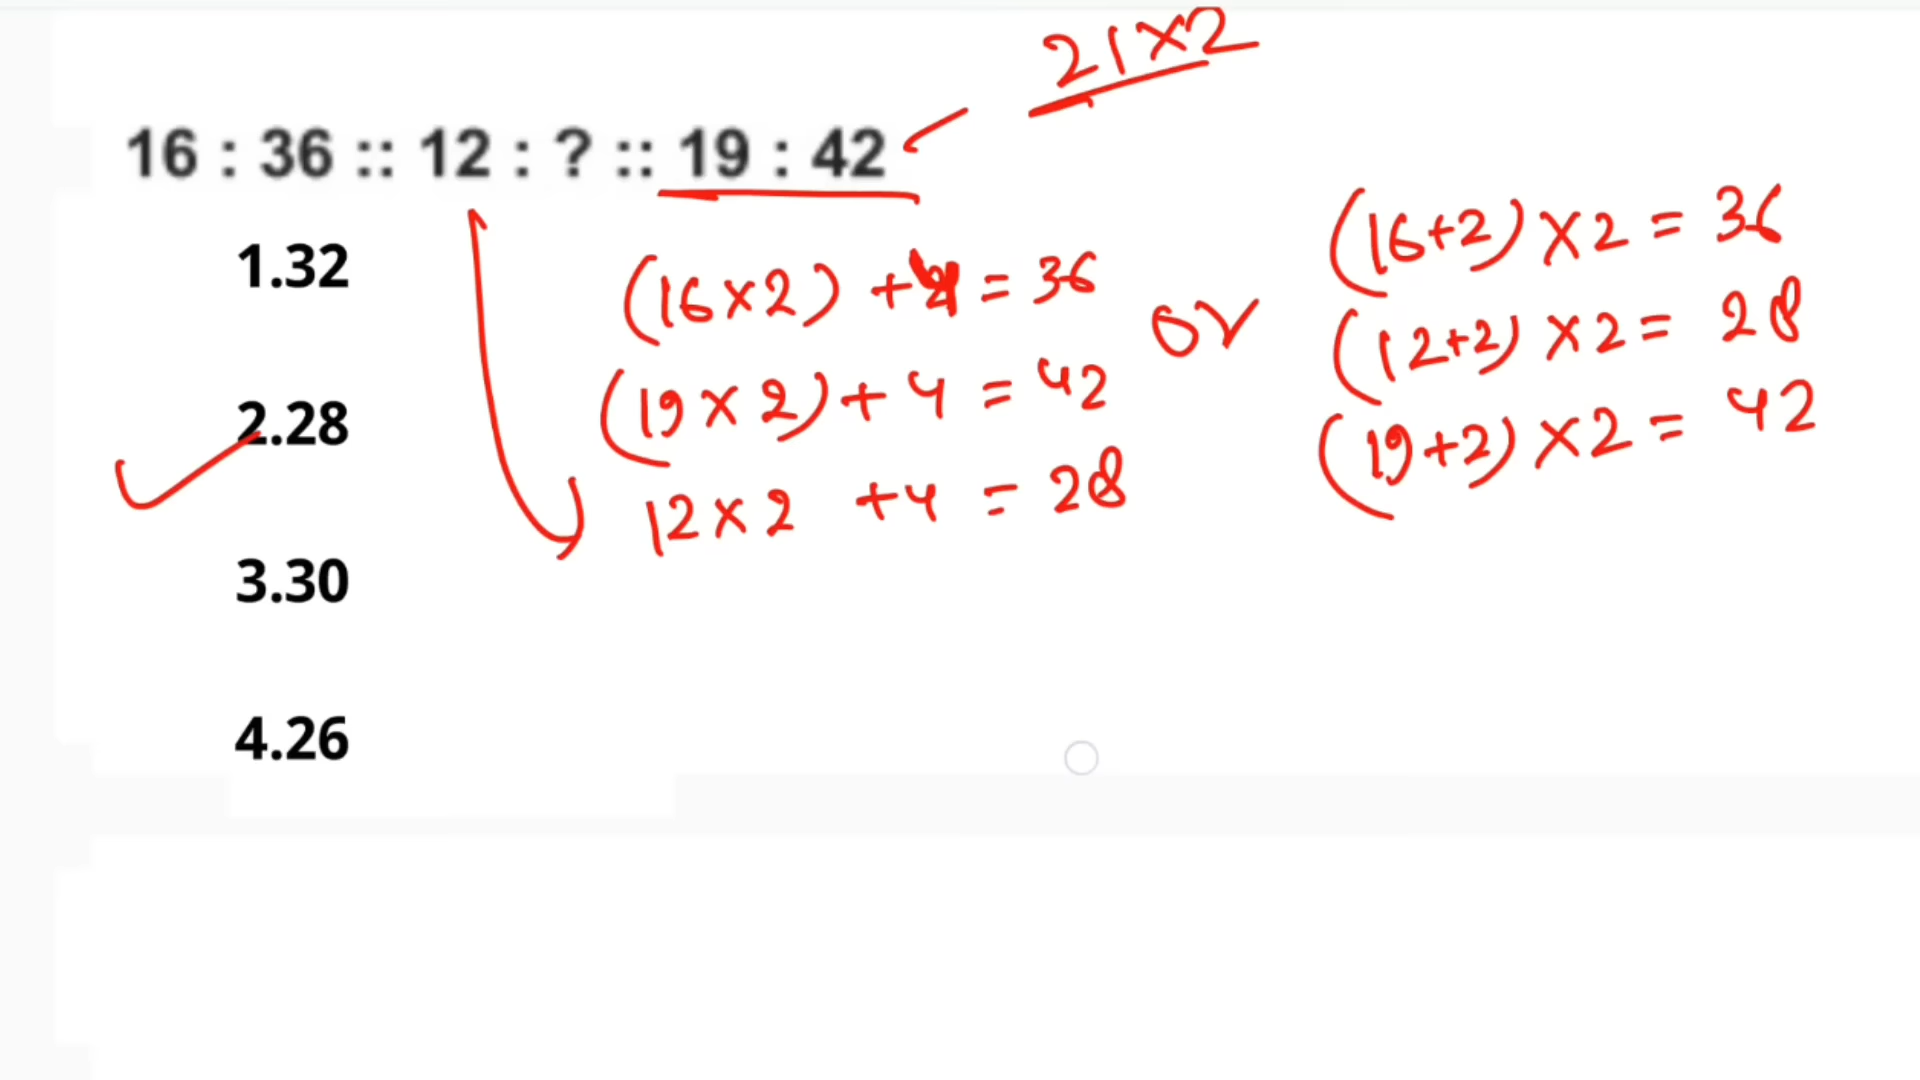 21×2
16 : 36 :: 12 : ? :: 19 : 42
1.32
2.28
3.30
4.26
(16×2) +4 = 36
(19×2)+ 4 = 42
12×2 +4 = 28
or
(16+2)×2 = 36
(12+2)×2 = 28
(19+2)×2 = 42